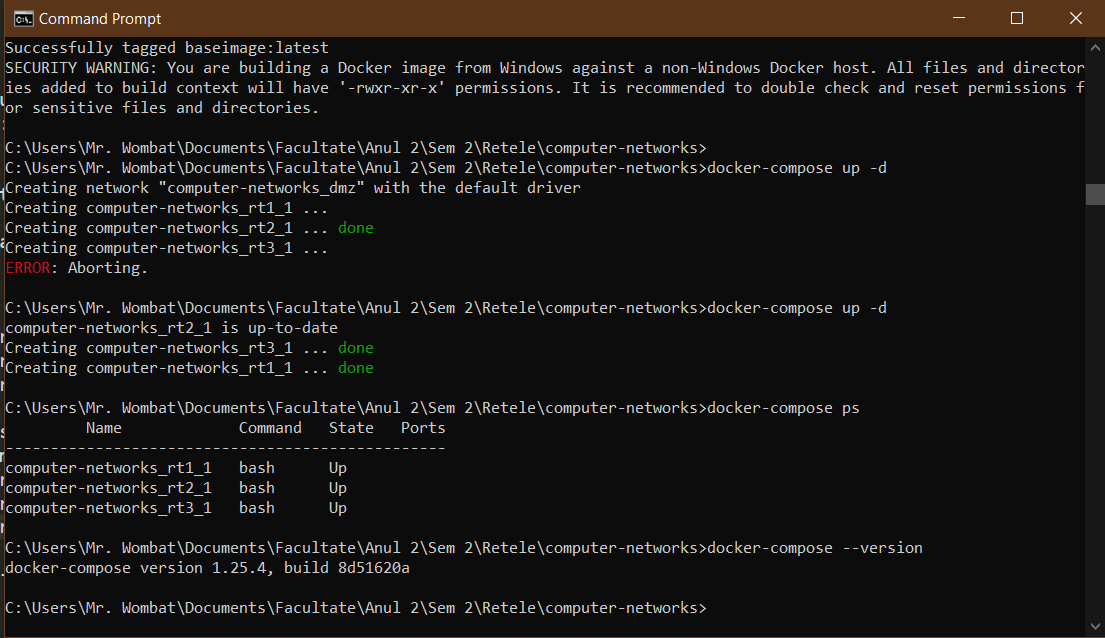 Command Prompt
Successfully tagged baseimage:latest
SECURITY WARNING: You are building a Docker image from Windows against a non-Windows Docker host. All files and director
ies added to build context will have '-rwxr-xr-x' permissions. It is recommended to double check and reset permissions f
or sensitive files and directories.
C:\Users\Mr. Wombat\Documents\Facultate\Anul 2\Sem 2\Retele\computer-networks>
C:\Users\Mr. Wombat\Documents\Facultate\Anul 2\Sem 2\Retele\computer-networks>docker-compose up -d
Creating network "computer-networks_dmz" with the default driver
Creating computer-networks_rt1_1 ...
Creating computer-networks_rt2_1 ... done
Creating computer-networks_rt3_1 ...
ERROR: Aborting.
C:\Users\Mr. Wombat\Documents\Facultate\Anul 2\Sem 2\Retele\computer-networks>docker-compose up -d
computer-networks_rt2_1 is up-to-date
Creating computer-networks_rt3_1 ... done
Creating computer-networks_rt1_1 ... done
C:\Users\Mr. Wombat\Documents\Facultate\Anul 2\Sem 2\Retele\computer-networks>docker-compose ps
         Name             Command   State   Ports
-------------------------------------------------
computer-networks_rt1_1   bash      Up
computer-networks_rt2_1   bash      Up
computer-networks_rt3_1   bash      Up
C:\Users\Mr. Wombat\Documents\Facultate\Anul 2\Sem 2\Retele\computer-networks>docker-compose --version
docker-compose version 1.25.4, build 8d51620a
C:\Users\Mr. Wombat\Documents\Facultate\Anul 2\Sem 2\Retele\computer-networks>